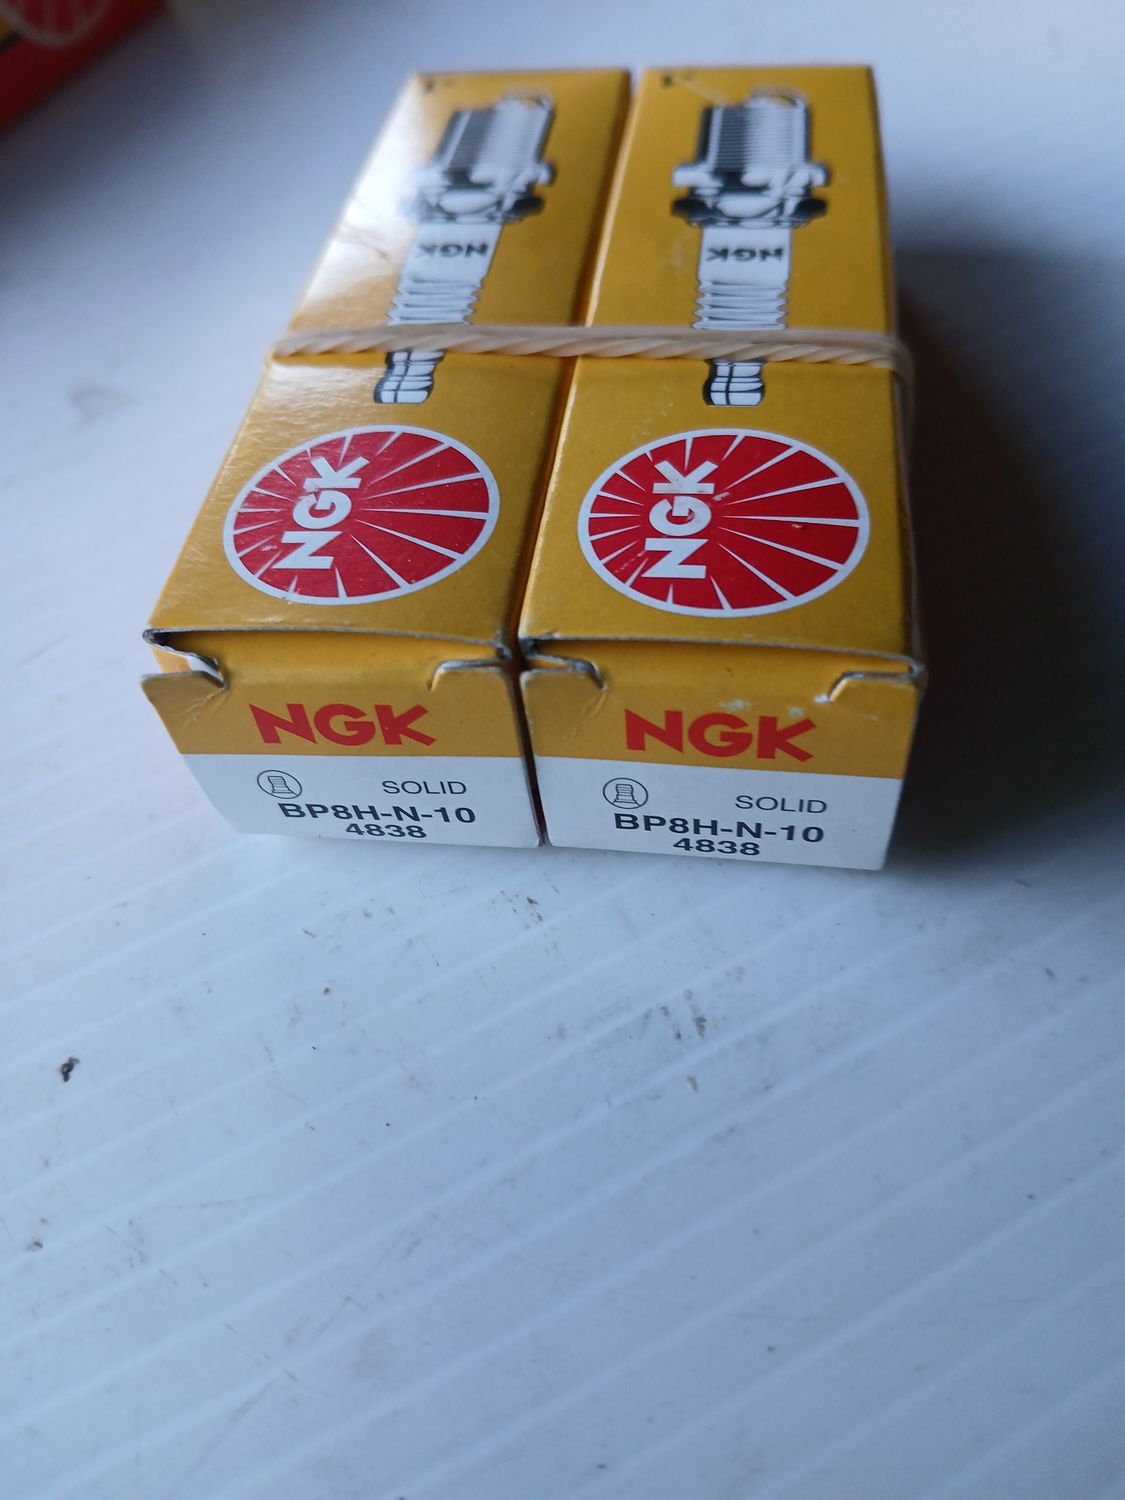 NGK
NGK
NGK
NGK
NGK
SOLID
BP8H-N-10
4838
NGK
SOLID
BP8H-N-10
4838